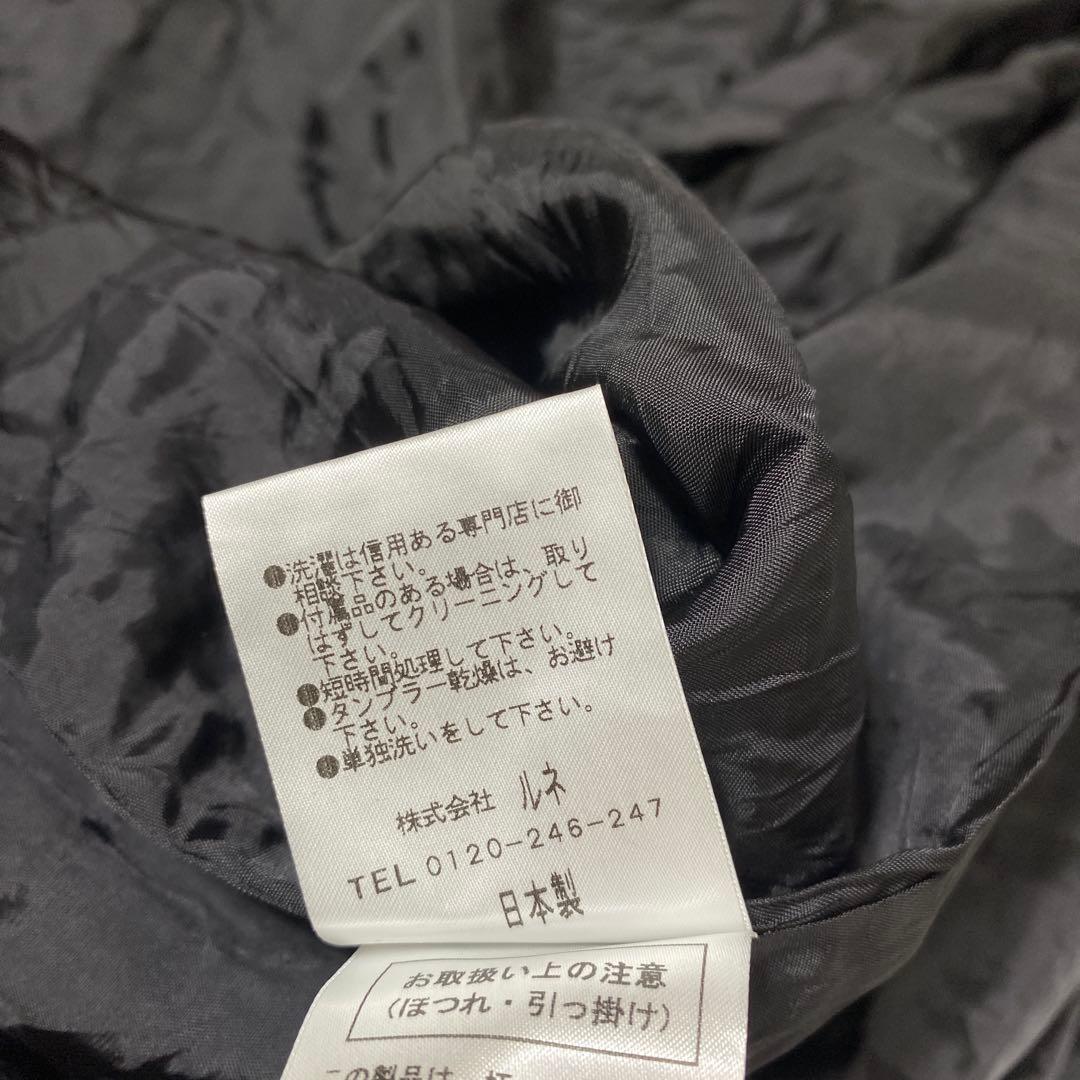 ●洗濯は信用ある専門店に御
相談下さい。
●付属品のある場合は、取り
はずしてクリーニングして
下さい。
●短時間処理して下さい。
●タンブラー乾燥は、お避け
下さい。
●単独洗いをして下さい。
株式会社 ルネ
TEL 0120-246-247
日本製
お取扱い上の注意
(ほつれ・引っ掛け)
この製品は